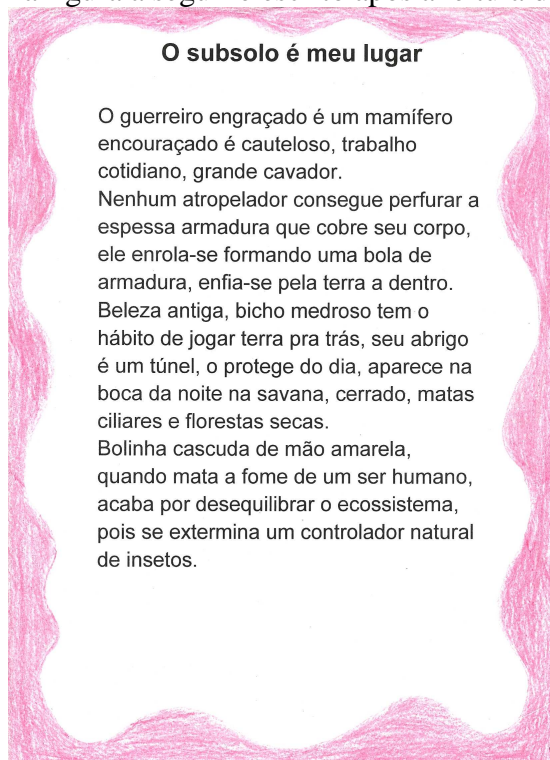 O subsolo é meu lugar
O guerreiro engraçado é um mamífero
encouraçado é cauteloso, trabalho
cotidiano, grande cavador.
Nenhum atropelador consegue perfurar a
espessa armadura que cobre seu corpo,
ele enrola-se formando uma bola de
armadura, enfia-se pela terra a dentro.
Beleza antiga, bicho medroso tem o
hábito de jogar terra pra trás, seu abrigo
é um túnel, o protege do dia, aparece na
boca da noite na savana, cerrado, matas
ciliares e florestas secas.
Bolinha cascuda de mão amarela,
quando mata a fome de um ser humano,
acaba por desequilibrar o ecossistema,
pois se extermina um controlador natural
de insetos.